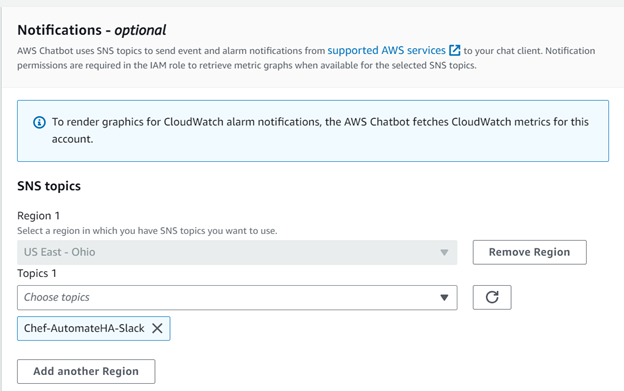 Notifications - optional
AWS Chatbot uses SNS topics to send event and alarm notifications from supported AWS services to your chat client. Notification
permissions are required in the IAM role to retrieve metric graphs when available for the selected SNS topics.
To render graphics for CloudWatch alarm notifications, the AWS Chatbot fetches CloudWatch metrics for this
account.
SNS topics
Region 1
Select a region in which you have SNS topics you want to use.
US East - Ohio
Remove Region
Topics 1
Choose topics
Chef-AutomateHA-Slack
Add another Region